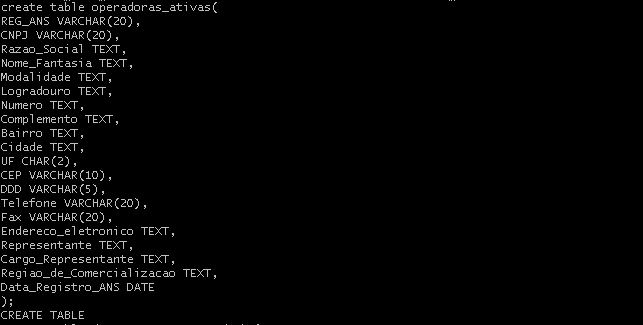 create table operadoras_ativas(
REG_ANS VARCHAR(20),
CNPJ VARCHAR(20),
Razao_Social TEXT,
Nome_Fantasia TEXT,
Modalidade TEXT,
Logradouro TEXT,
Numero TEXT,
Complemento TEXT,
Bairro TEXT,
Cidade TEXT,
UF CHAR(2),
CEP VARCHAR(10),
DDD VARCHAR(5),
Telefone VARCHAR(20),
Fax VARCHAR(20),
Endereco_eletronico TEXT,
Representante TEXT,
Cargo_Representante TEXT,
Regiao_de_Comercializacao TEXT,
Data_Registro_ANS DATE
);
CREATE TABLE